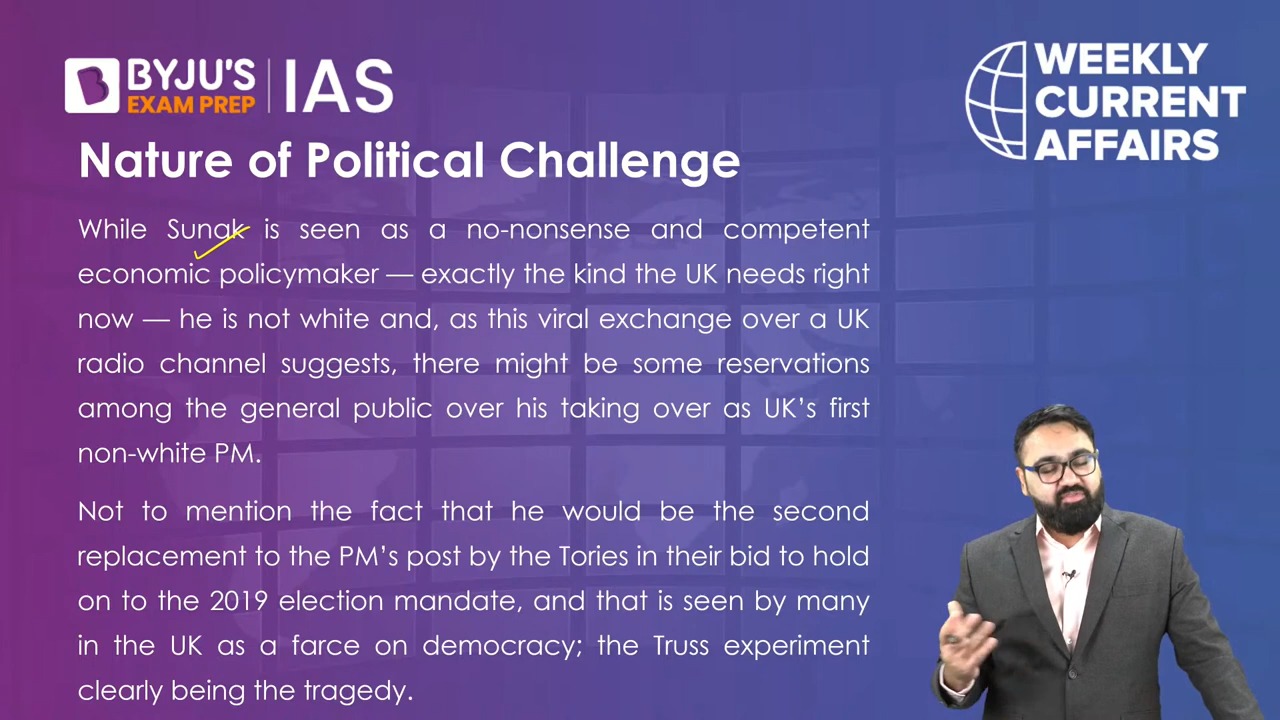 BYJU'S
EXAM PREP
IAS
WEEKLY
CURRENT
AFFAIRS
Nature of Political Challenge
While Sunak is seen as a no-nonsense and competent
economic policymaker — exactly the kind the UK needs right
now — he is not white and, as this viral exchange over a UK
radio channel suggests, there might be some reservations
among the general public over his taking over as UK's first
non-white PM.
Not to mention the fact that he would be the second
replacement to the PM's post by the Tories in their bid to hold
on to the 2019 election mandate, and that is seen by many
in the UK as a farce on democracy; the Truss experiment
clearly being the tragedy.